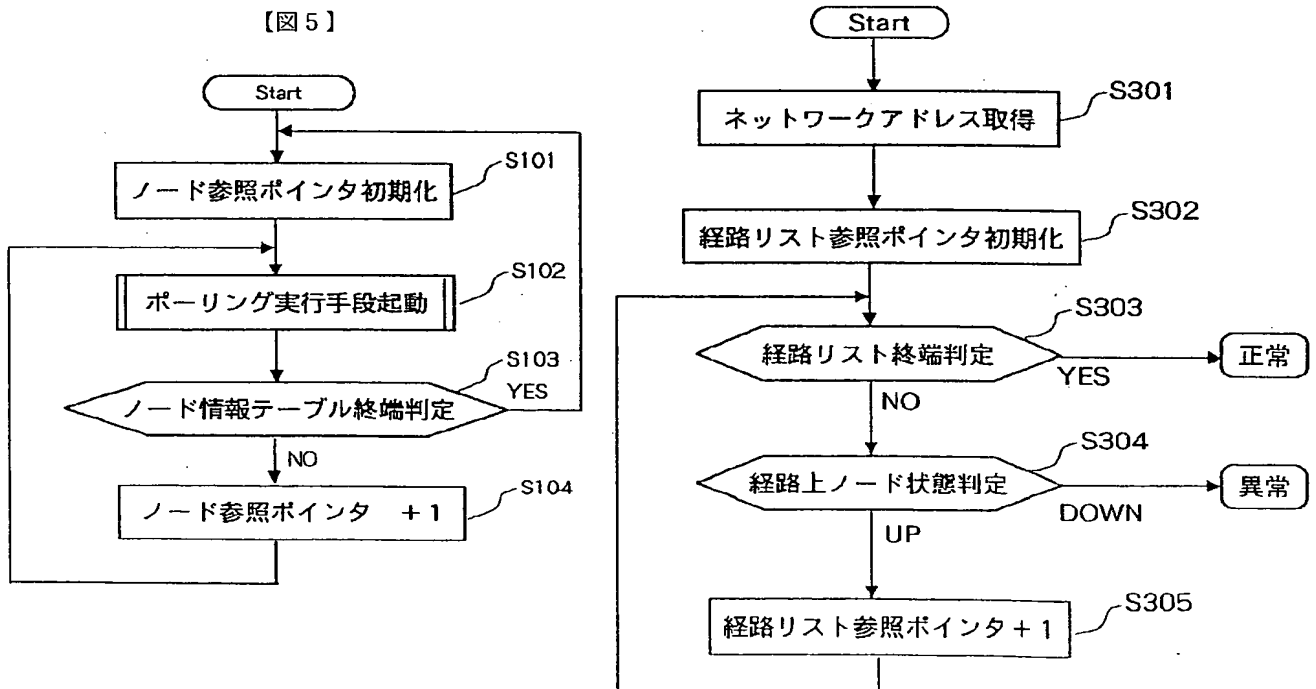 【図5】
Start
S101
ノード参照ポインタ初期化
S102
ポーリング実行手段起動
S103
ノード情報テーブル終端判定
YES
NO
S104
ノード参照ポインタ +1
Start
S301
ネットワークアドレス取得
S302
経路リスト参照ポインタ初期化
S303
経路リスト終端判定
YES
正常
NO
S304
経路上ノード状態判定
DOWN
異常
UP
S305
経路リスト参照ポインタ+1